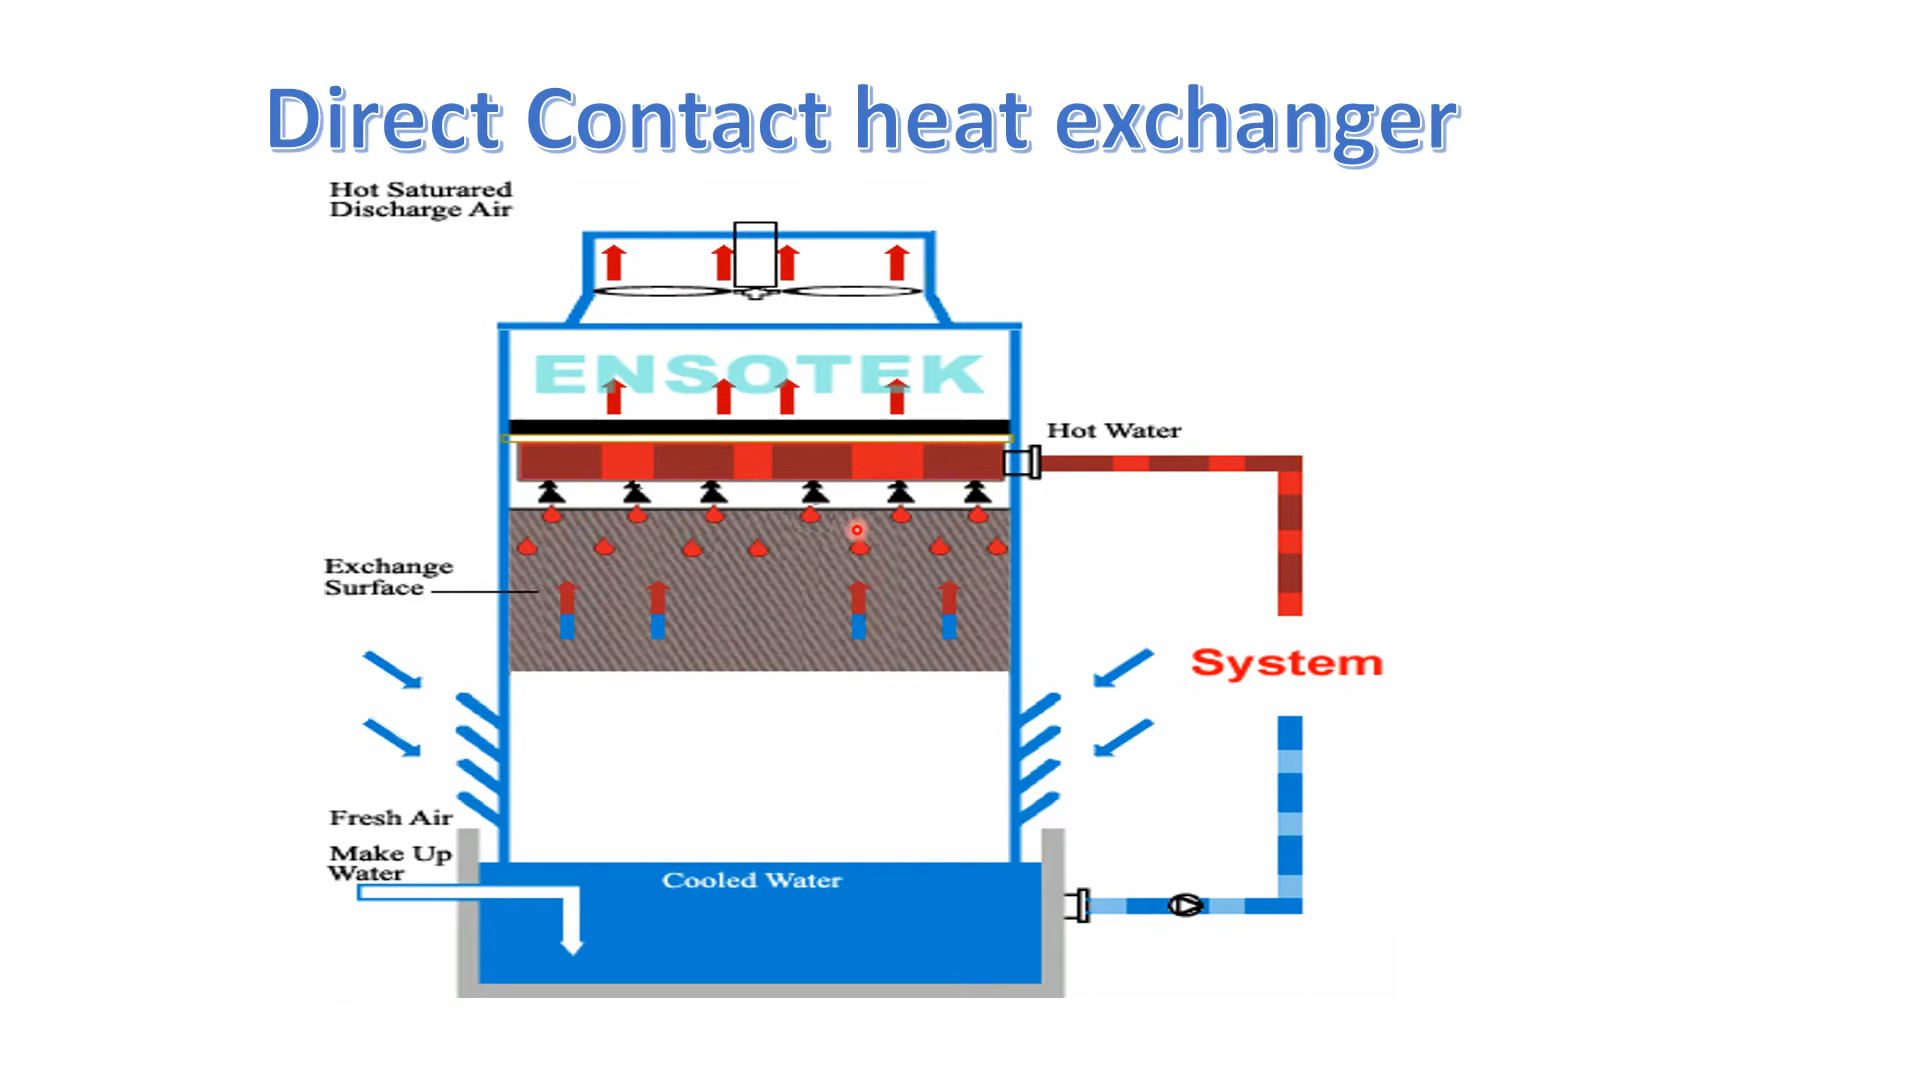 Direct Contact heat exchanger
Hot Saturared
Discharge Air
ENSOTEK
Hot Water
Exchange
Surface
System
Fresh Air
Make Up
Water
Cooled Water